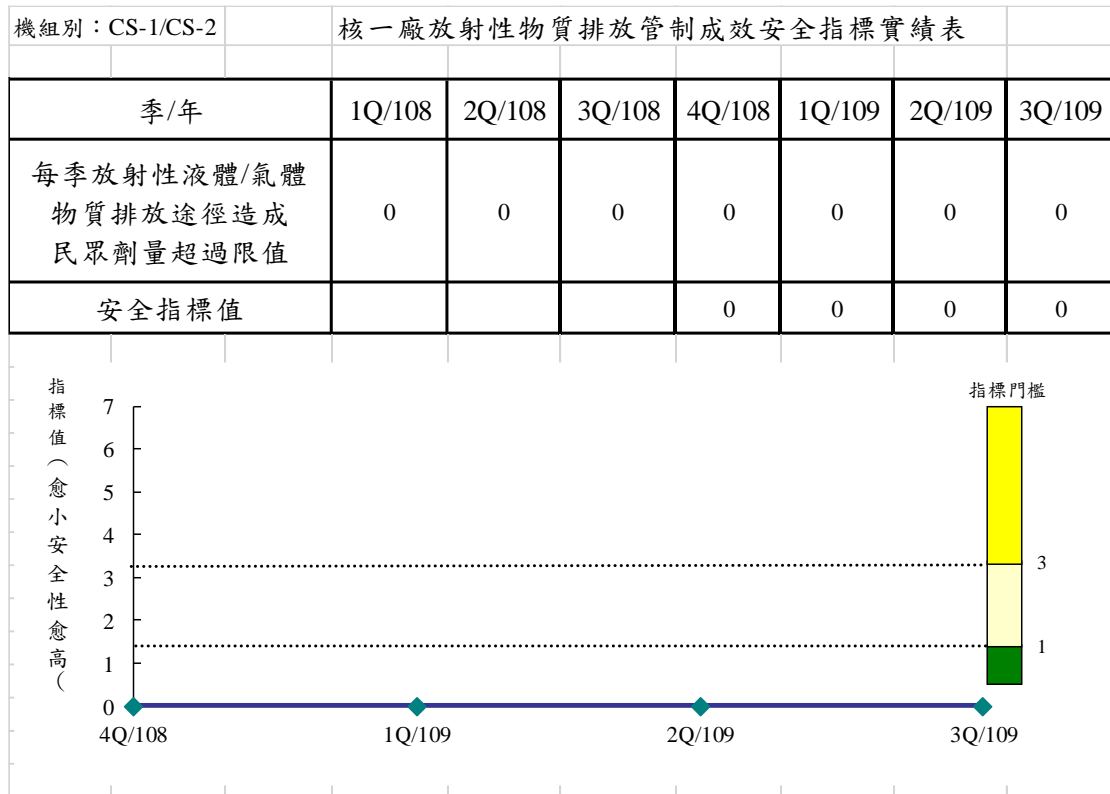 機組別：CS-1/CS-2 核一廠放射性物質排放管制成效安全指標實績表
季/年 1Q/108 2Q/108 3Q/108 4Q/108 1Q/109 2Q/109 3Q/109
每季放射性液體/氣體
物質排放途徑造成
民眾劑量超過限值
0 0 0 0 0 0 0
安全指標值 0 0 0 0
指標值（愈小安全性愈高（
指標門檻
7
6
5
4
3
2
1
0
3
1
4Q/108 1Q/109 2Q/109 3Q/109